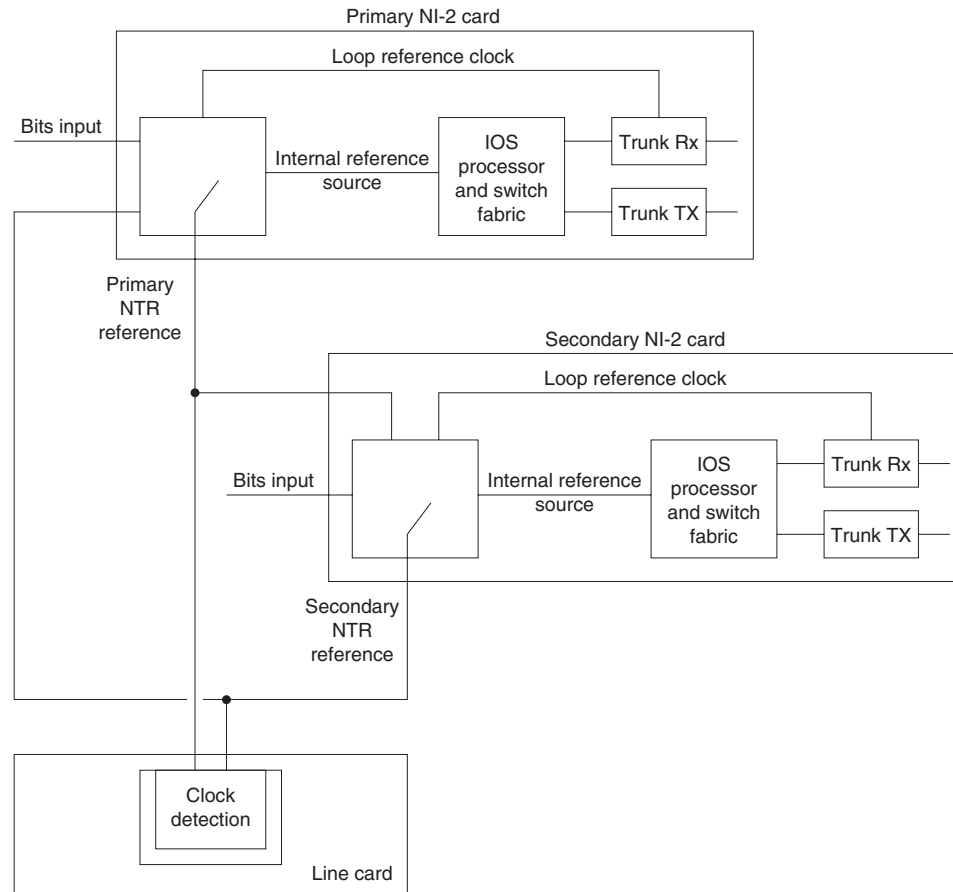 Primary NI-2 card
Loop reference clock
Bits input
Internal reference
source
IOS
processor
and switch
fabric
Trunk Rx
Trunk TX
Primary
NTR
reference
Secondary NI-2 card
Loop reference clock
Bits input
Internal reference
source
IOS
processor
and switch
fabric
Trunk Rx
Trunk TX
Secondary
NTR
reference
Clock
detection
Line card